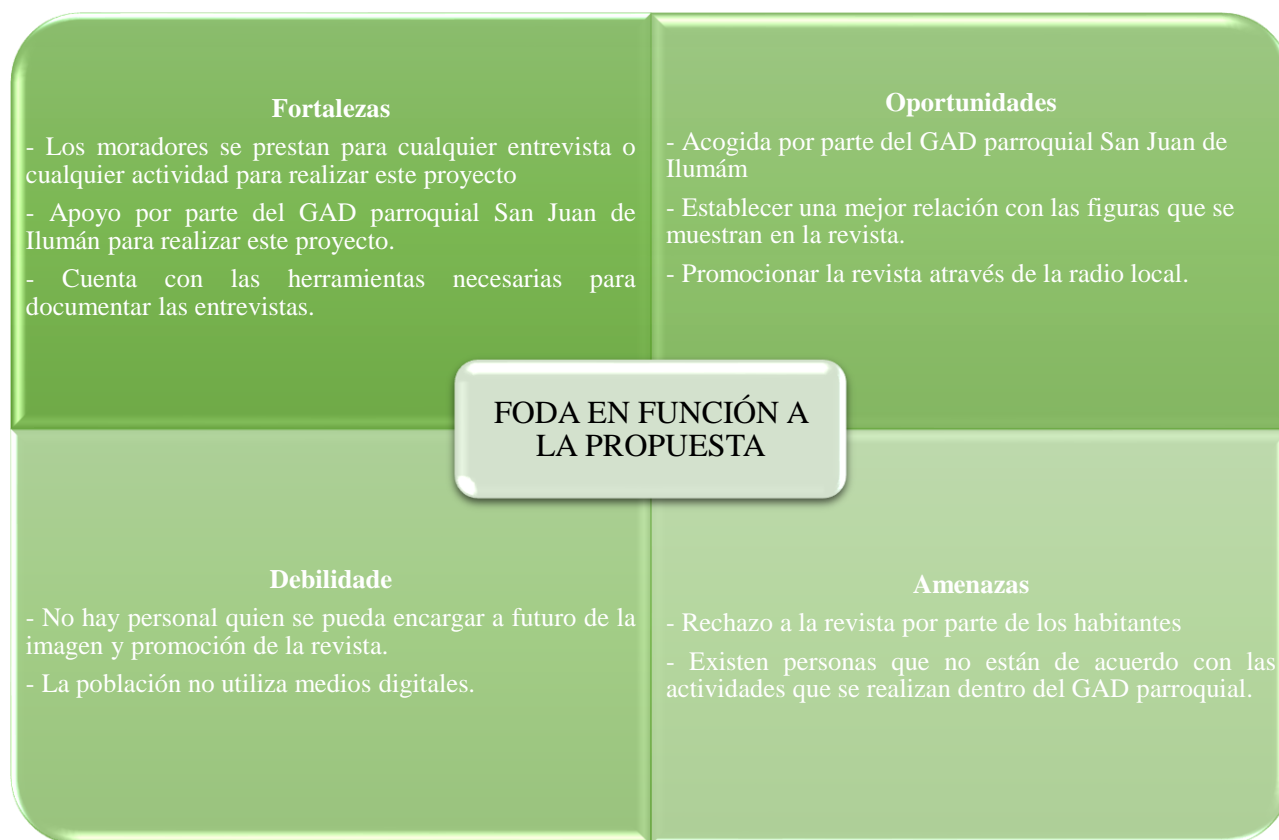 Fortalezas
- Los moradores se prestan para cualquier entrevista o
cualquier actividad para realizar este proyecto
- Apoyo por parte del GAD parroquial San Juan de
Ilumán para realizar este proyecto.
- Cuenta con las herramientas necesarias para
documentar las entrevistas.
Oportunidades
- Acogida por parte del GAD parroquial San Juan de
Ilumám
- Establecer una mejor relación con las figuras que se
muestran en la revista.
- Promocionar la revista através de la radio local.
FODA EN FUNCIÓN A
LA PROPUESTA
Debilidade
- No hay personal quien se pueda encargar a futuro de la
imagen y promoción de la revista.
- La población no utiliza medios digitales.
Amenazas
- Rechazo a la revista por parte de los habitantes
- Existen personas que no están de acuerdo con las
actividades que se realizan dentro del GAD parroquial.